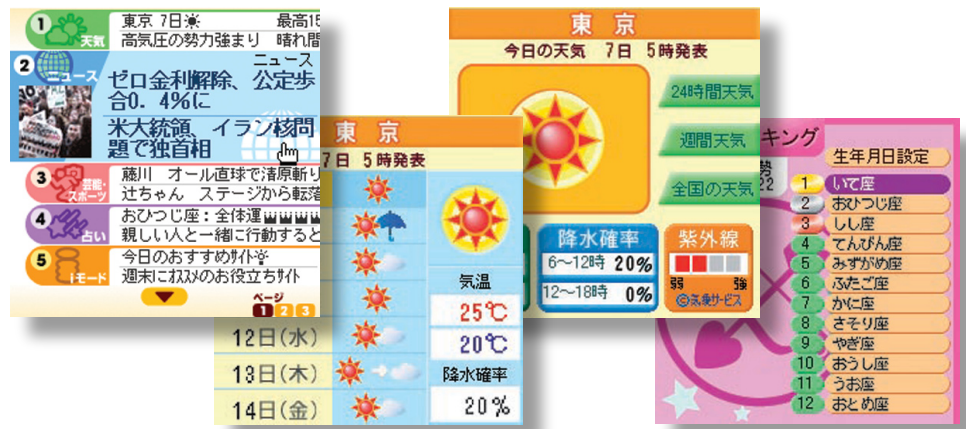 1
天気
東京 7日 最高15
高気圧の勢力強まり 晴れ間
2
ニュース
ニュース
ゼロ金利解除、公定歩
合0．4％に
米大統領、イラン核問
題で独首相
3
芸能・
スポーツ
藤川 オール直球で清原斬り
辻ちゃん ステージから転落
4
占い
おひつじ座：全体運
親しい人と一緒に行動すると
5
iモード
今日のおすすめｻｲﾄ
週末にｵｽｽﾒのお役立ちｻｲﾄ
ページ
1 2 3
東 京
7日 5時発表
12日(水)
13日(木)
14日(金)
気温
25℃
20℃
降水確率
20%
東 京
今日の天気 7日 5時発表
24時間天気
週間天気
全国の天気
降水確率
6～12時 20%
12～18時 0%
紫外線
弱 強
©気象サービス
キング
勢
22
生年月日設定
1 いて座
2 おひつじ座
3 しし座
4 てんびん座
5 みずがめ座
6 ふたご座
7 かに座
8 さそり座
9 やぎ座
10 おうし座
11 うお座
12 おとめ座